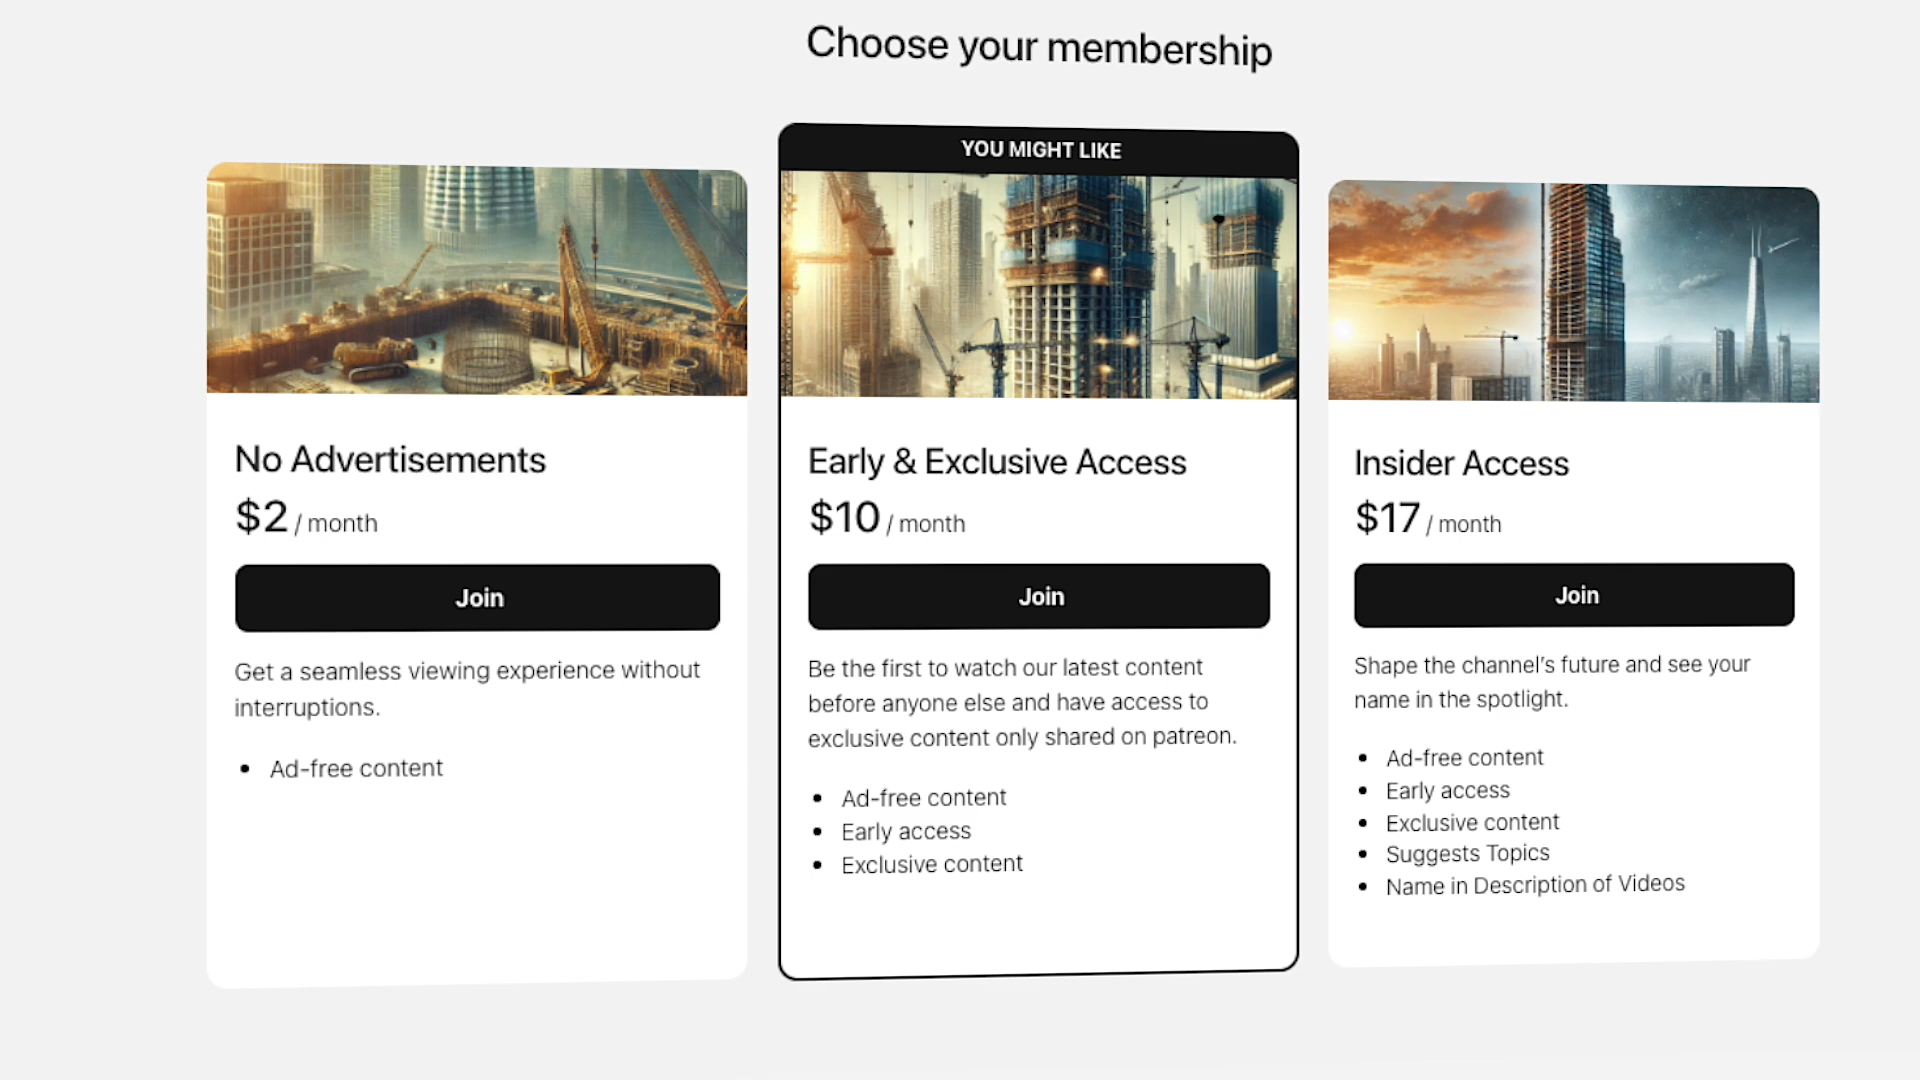 Choose your membership
YOU MIGHT LIKE
No Advertisements
$2 / month
Join
Get a seamless viewing experience without
interruptions.
Ad-free content
Early & Exclusive Access
$10 / month
Join
Be the first to watch our latest content
before anyone else and have access to
exclusive content only shared on patreon.
Ad-free content
Early access
Exclusive content
Insider Access
$17 / month
Join
Shape the channel's future and see your
name in the spotlight.
Ad-free content
Early access
Exclusive content
Suggests Topics
Name in Description of Videos